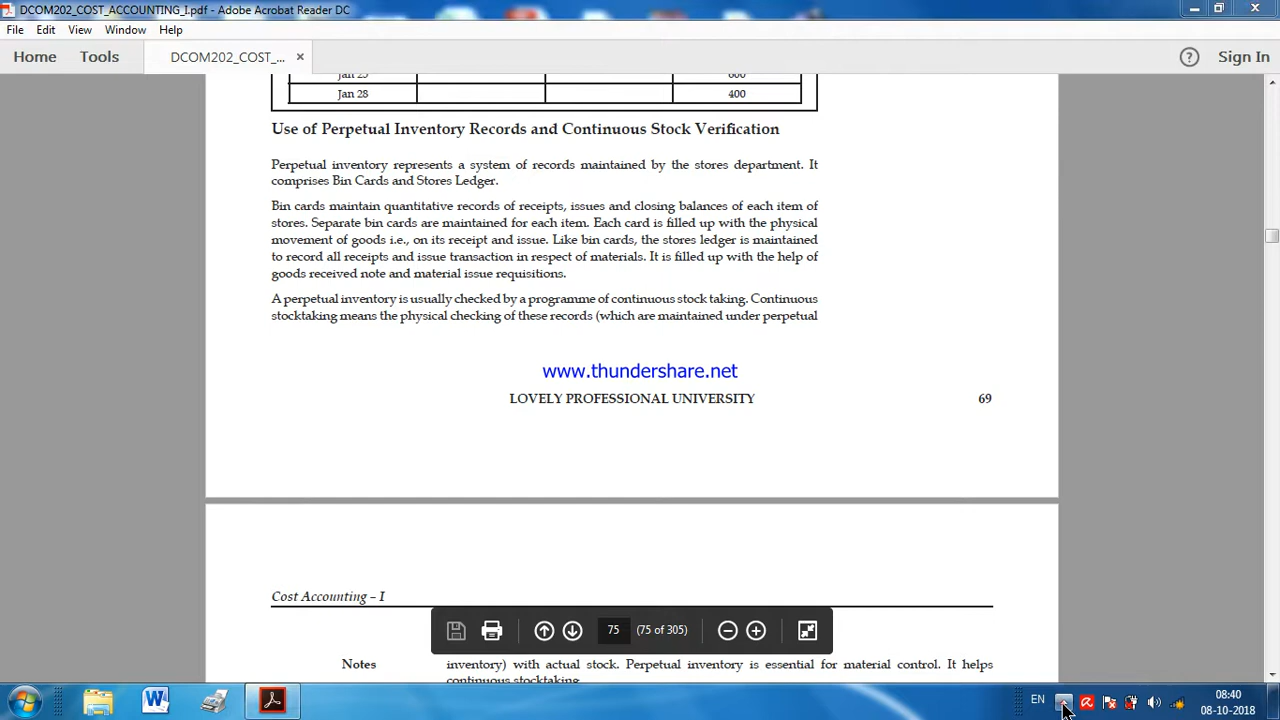 DCOM202_COST_ACCOUNTING_I.pdf - Adobe Acrobat Reader DC
File Edit View Window Help
Home Tools DCOM202_COST_... × ? Sign In
Jan 25 600
Jan 28 400
Use of Perpetual Inventory Records and Continuous Stock Verification
Perpetual inventory represents a system of records maintained by the stores department. It
comprises Bin Cards and Stores Ledger.
Bin cards maintain quantitative records of receipts, issues and closing balances of each item of
stores. Separate bin cards are maintained for each item. Each card is filled up with the physical
movement of goods i.e., on its receipt and issue. Like bin cards, the stores ledger is maintained
to record all receipts and issue transaction in respect of materials. It is filled up with the help of
goods received note and material issue requisitions.
A perpetual inventory is usually checked by a programme of continuous stock taking. Continuous
stocktaking means the physical checking of these records (which are maintained under perpetual
www.thundershare.net
LOVELY PROFESSIONAL UNIVERSITY 69
Cost Accounting – I
75 (75 of 305)
Notes inventory) with actual stock. Perpetual inventory is essential for material control. It helps
continuous stocktaking.
EN 08:40
08-10-2018